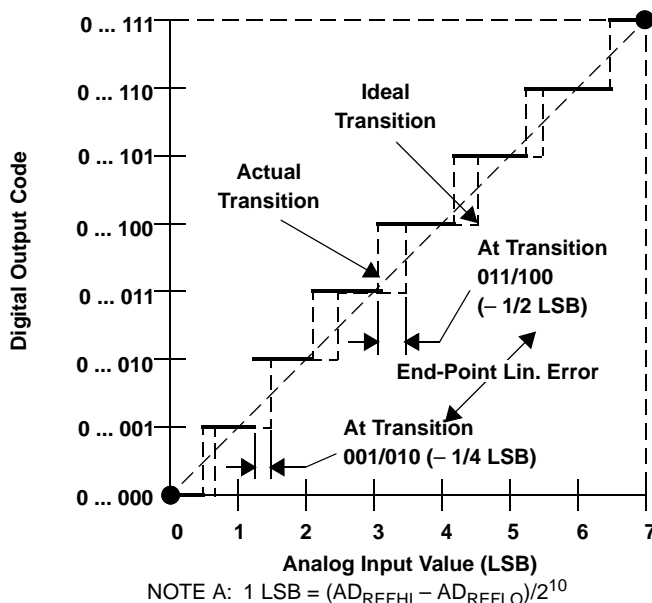 Digital Output Code
0 ... 111
0 ... 110
0 ... 101
0 ... 100
0 ... 011
0 ... 010
0 ... 001
0 ... 000
Ideal
Transition
Actual
Transition
At Transition
011/100
(– 1/2 LSB)
End-Point Lin. Error
At Transition
001/010 (– 1/4 LSB)
0 1 2 3 4 5 6 7
Analog Input Value (LSB)
NOTE A: 1 LSB = (AD_REFHI – AD_REFLO)/2^10